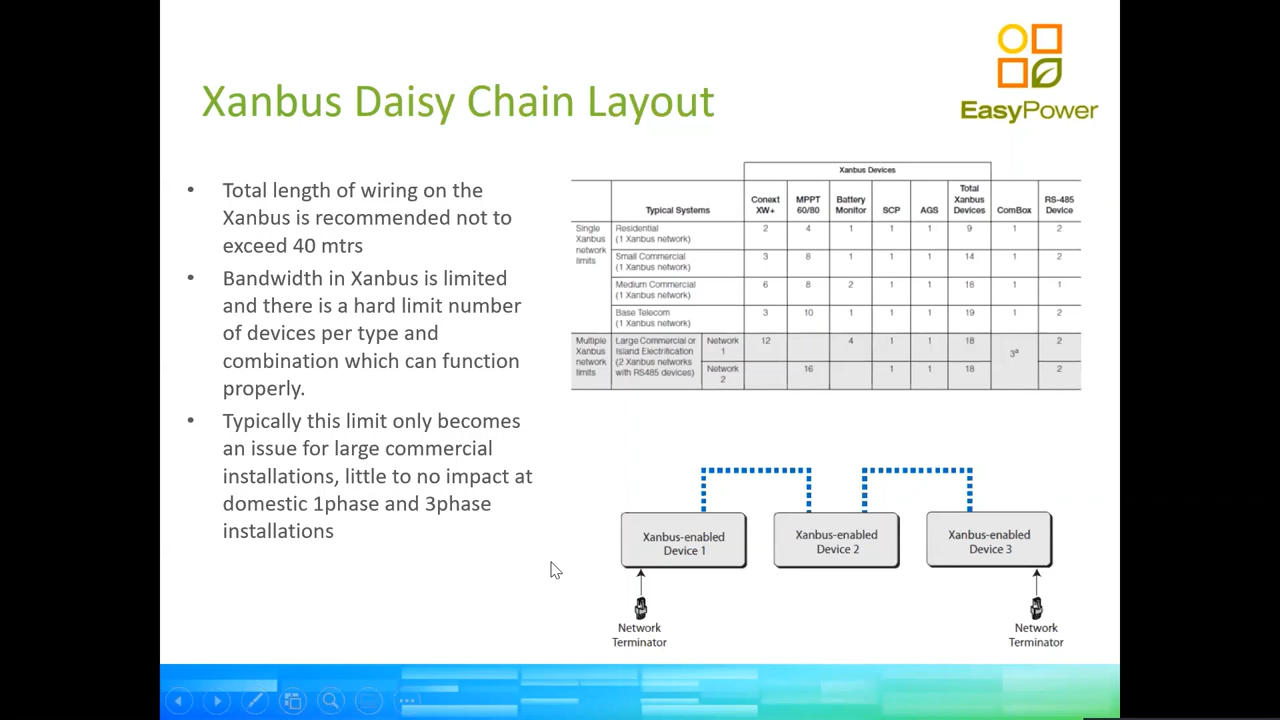 Xanbus Daisy Chain Layout
EasyPower
• Total length of wiring on the
Xanbus is recommended not to
exceed 40 mtrs
• Bandwidth in Xanbus is limited
and there is a hard limit number
of devices per type and
combination which can function
properly.
• Typically this limit only becomes
an issue for large commercial
installations, little to no impact at
domestic 1phase and 3phase
installations
Xanbus Devices
Typical Systems Conext XW+ MPPT 60/80 Battery Monitor SCP AGS Total Xanbus Devices ComBox RS-485 Device
Single Xanbus network limits
Residential (1 Xanbus network) 2 4 1 1 1 9 1 2
Small Commercial (1 Xanbus network) 3 8 1 1 1 14 1 2
Medium Commercial (1 Xanbus network) 6 8 2 1 1 18 1 1
Base Telecom (1 Xanbus network) 3 10 1 1 1 19 1 2
Multiple Xanbus network limits
Large Commercial or Island Electrification (2 Xanbus networks with RS485 devices)
Network 1 12 4 1 1 18 3ª 2
Network 2 16 1 1 18 2
Xanbus-enabled
Device 1
Xanbus-enabled
Device 2
Xanbus-enabled
Device 3
Network
Terminator
Network
Terminator